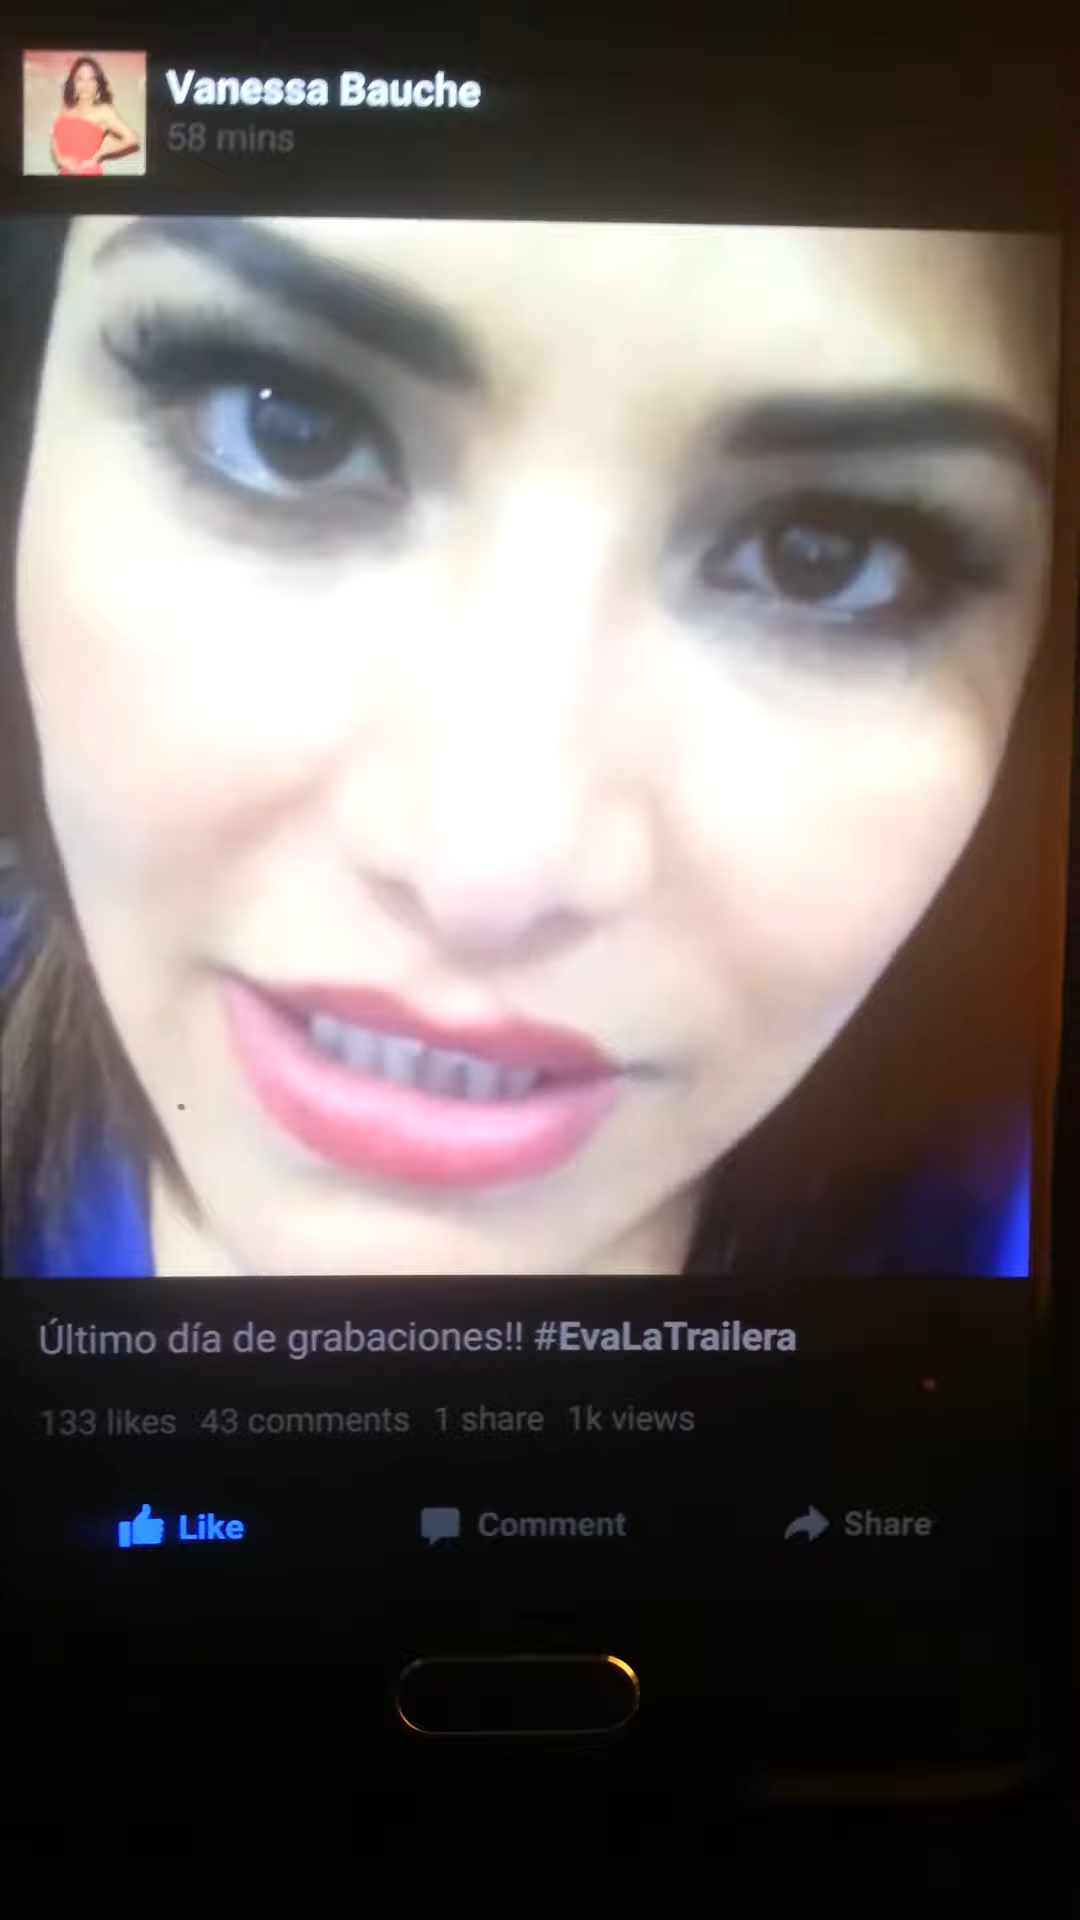 Vanessa Bauche
58 mins
Último día de grabaciones!! #EvaLaTrailera
133 likes 43 comments 1 share 1k views
Like Comment Share